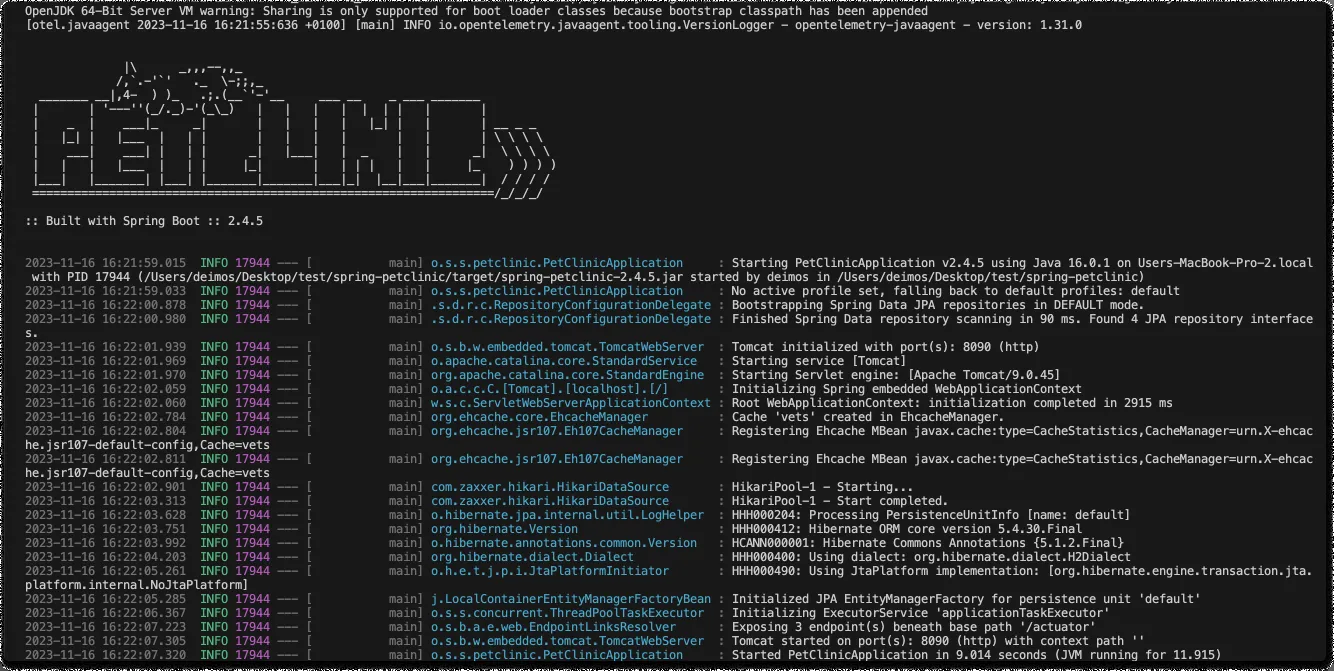 OpenJDK 64-Bit Server VM warning: Sharing is only supported for boot loader classes because bootstrap classpath has been appended
[otel.javaagent 2023-11-16 16:21:55:636 +0100] [main] INFO io.opentelemetry.javaagent.tooling.VersionLogger - opentelemetry-javaagent - version: 1.31.0
PETCLINIC
:: Built with Spring Boot :: 2.4.5
2023-11-16 16:21:59.015  INFO 17944 --- [           main] o.s.s.petclinic.PetClinicApplication     : Starting PetClinicApplication v2.4.5 using Java 16.0.1 on Users-MacBook-Pro-2.local
 with PID 17944 (/Users/deimos/Desktop/test/spring-petclinic/target/spring-petclinic-2.4.5.jar started by deimos in /Users/deimos/Desktop/test/spring-petclinic)
2023-11-16 16:21:59.033  INFO 17944 --- [           main] o.s.s.petclinic.PetClinicApplication     : No active profile set, falling back to default profiles: default
2023-11-16 16:22:00.878  INFO 17944 --- [           main] .s.d.r.c.RepositoryConfigurationDelegate : Bootstrapping Spring Data JPA repositories in DEFAULT mode.
2023-11-16 16:22:00.980  INFO 17944 --- [           main] .s.d.r.c.RepositoryConfigurationDelegate : Finished Spring Data repository scanning in 90 ms. Found 4 JPA repository interface
s.
2023-11-16 16:22:01.939  INFO 17944 --- [           main] o.s.b.w.embedded.tomcat.TomcatWebServer  : Tomcat initialized with port(s): 8090 (http)
2023-11-16 16:22:01.969  INFO 17944 --- [           main] o.apache.catalina.core.StandardService   : Starting service [Tomcat]
2023-11-16 16:22:01.970  INFO 17944 --- [           main] org.apache.catalina.core.StandardEngine  : Starting Servlet engine: [Apache Tomcat/9.0.45]
2023-11-16 16:22:02.059  INFO 17944 --- [           main] o.a.c.c.C.[Tomcat].[localhost].[/]       : Initializing Spring embedded WebApplicationContext
2023-11-16 16:22:02.060  INFO 17944 --- [           main] w.s.c.ServletWebServerApplicationContext : Root WebApplicationContext: initialization completed in 2915 ms
2023-11-16 16:22:02.784  INFO 17944 --- [           main] org.ehcache.core.EhcacheManager          : Cache 'vets' created in EhcacheManager.
2023-11-16 16:22:02.804  INFO 17944 --- [           main] org.ehcache.jsr107.Eh107CacheManager     : Registering Ehcache MBean javax.cache:type=CacheStatistics,CacheManager=urn.X-ehcac
he.jsr107-default-config,Cache=vets
2023-11-16 16:22:02.811  INFO 17944 --- [           main] org.ehcache.jsr107.Eh107CacheManager     : Registering Ehcache MBean javax.cache:type=CacheStatistics,CacheManager=urn.X-ehcac
he.jsr107-default-config,Cache=vets
2023-11-16 16:22:02.901  INFO 17944 --- [           main] com.zaxxer.hikari.HikariDataSource       : HikariPool-1 - Starting...
2023-11-16 16:22:03.313  INFO 17944 --- [           main] com.zaxxer.hikari.HikariDataSource       : HikariPool-1 - Start completed.
2023-11-16 16:22:03.628  INFO 17944 --- [           main] o.hibernate.jpa.internal.util.LogHelper  : HHH000204: Processing PersistenceUnitInfo [name: default]
2023-11-16 16:22:03.751  INFO 17944 --- [           main] org.hibernate.Version                    : HHH000412: Hibernate ORM core version 5.4.30.Final
2023-11-16 16:22:03.992  INFO 17944 --- [           main] o.hibernate.annotations.common.Version   : HCANN000001: Hibernate Commons Annotations {5.1.2.Final}
2023-11-16 16:22:04.203  INFO 17944 --- [           main] org.hibernate.dialect.Dialect            : HHH000400: Using dialect: org.hibernate.dialect.H2Dialect
2023-11-16 16:22:05.261  INFO 17944 --- [           main] o.h.e.t.j.p.i.JtaPlatformInitiator       : HHH000490: Using JtaPlatform implementation: [org.hibernate.engine.transaction.jta.
platform.internal.NoJtaPlatform]
2023-11-16 16:22:05.285  INFO 17944 --- [           main] j.LocalContainerEntityManagerFactoryBean : Initialized JPA EntityManagerFactory for persistence unit 'default'
2023-11-16 16:22:06.367  INFO 17944 --- [           main] o.s.s.concurrent.ThreadPoolTaskExecutor  : Initializing ExecutorService 'applicationTaskExecutor'
2023-11-16 16:22:07.223  INFO 17944 --- [           main] o.s.b.a.e.web.EndpointLinksResolver      : Exposing 3 endpoint(s) beneath base path '/actuator'
2023-11-16 16:22:07.305  INFO 17944 --- [           main] o.s.b.w.embedded.tomcat.TomcatWebServer  : Tomcat started on port(s): 8090 (http) with context path ''
2023-11-16 16:22:07.320  INFO 17944 --- [           main] o.s.s.petclinic.PetClinicApplication     : Started PetClinicApplication in 9.014 seconds (JVM running for 11.915)